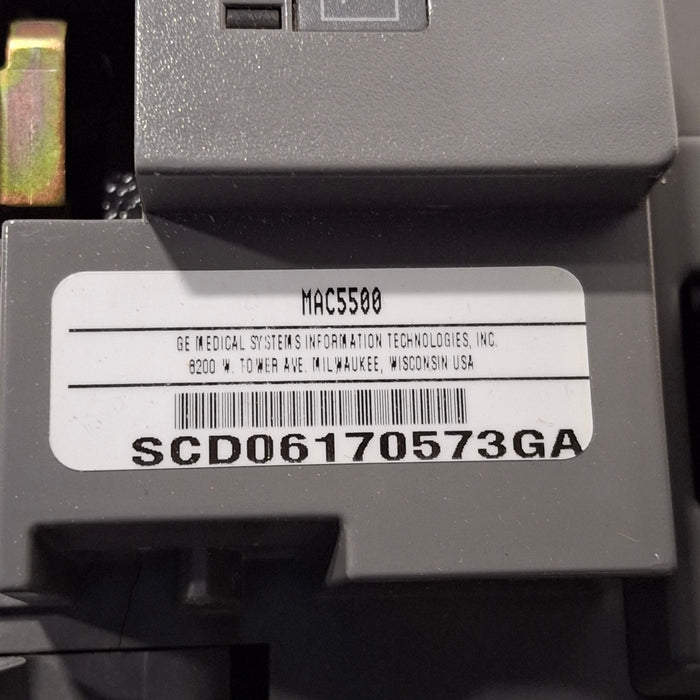 MAC5500
GE MEDICAL SYSTEMS INFORMATION TECHNOLOGIES, INC.
8200 W. TOWER AVE. MILWAUKEE, WISCONSIN USA
SCD06170573GA